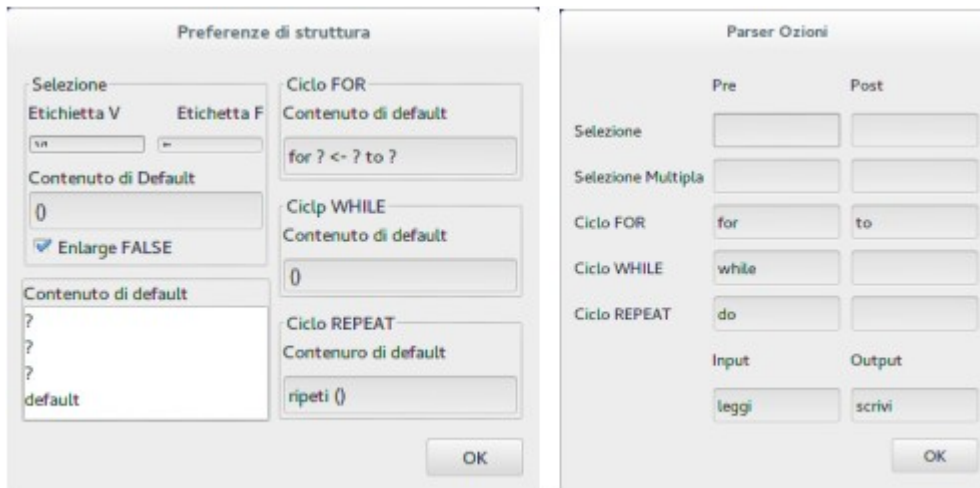 Preferenze di struttura
Selezione
Etichietta V Etichetta F
Contenuto di Default
()
Enlarge FALSE
Contenuto di default
?
?
?
default
Ciclo FOR
Contenuto di default
for ? <- ? to ?
Ciclp WHILE
Contenuto di default
()
Ciclo REPEAT
Contenuro di default
ripeti ()
OK
Parser Ozioni
Pre Post
Selezione
Selezione Multipla
Ciclo FOR for to
Ciclo WHILE while
Ciclo REPEAT do
Input Output
leggi scrivi
OK